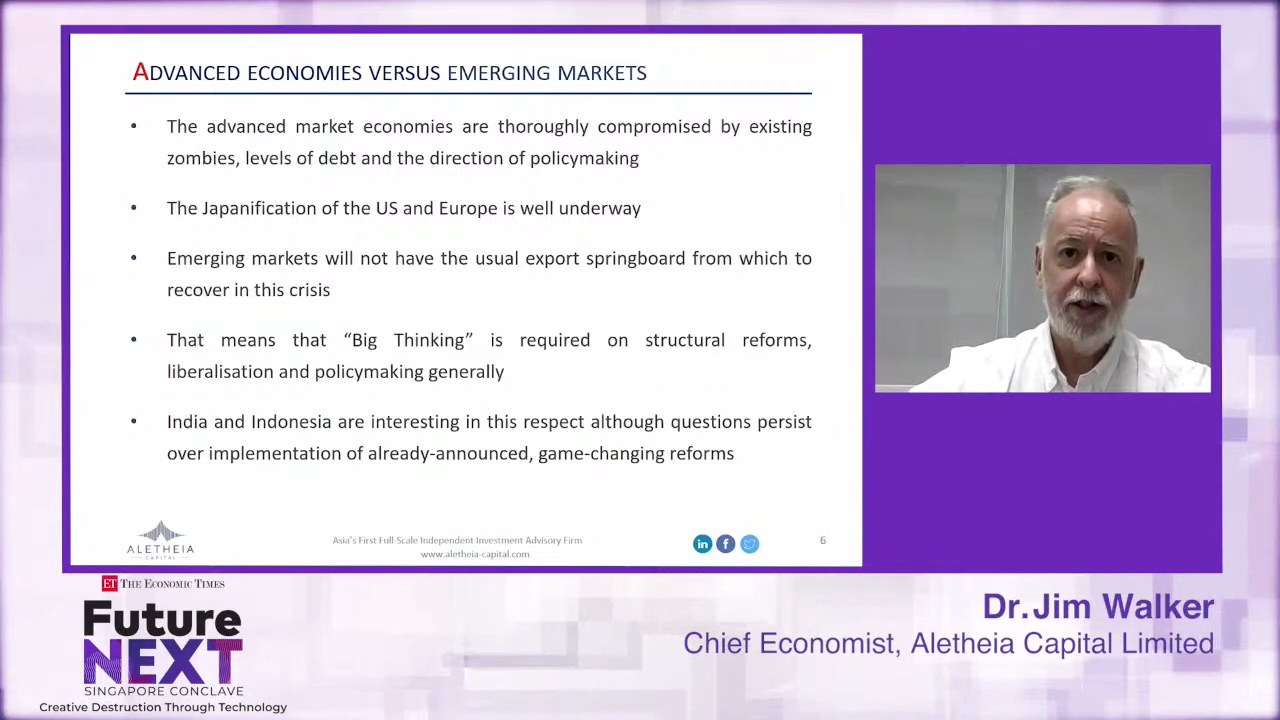 ADVANCED ECONOMIES VERSUS EMERGING MARKETS
• The advanced market economies are thoroughly compromised by existing
zombies, levels of debt and the direction of policymaking
• The Japanification of the US and Europe is well underway
• Emerging markets will not have the usual export springboard from which to
recover in this crisis
• That means that “Big Thinking” is required on structural reforms,
liberalisation and policymaking generally
• India and Indonesia are interesting in this respect although questions persist
over implementation of already-announced, game-changing reforms
ALETHEIA
CAPITAL
Asia's First Full-Scale Independent Investment Advisory Firm
www.aletheia-capital.com
in f
6
ET THE ECONOMIC TIMES
Future
NEXT
SINGAPORE CONCLAVE
Creative Destruction Through Technology
Dr. Jim Walker
Chief Economist, Aletheia Capital Limited